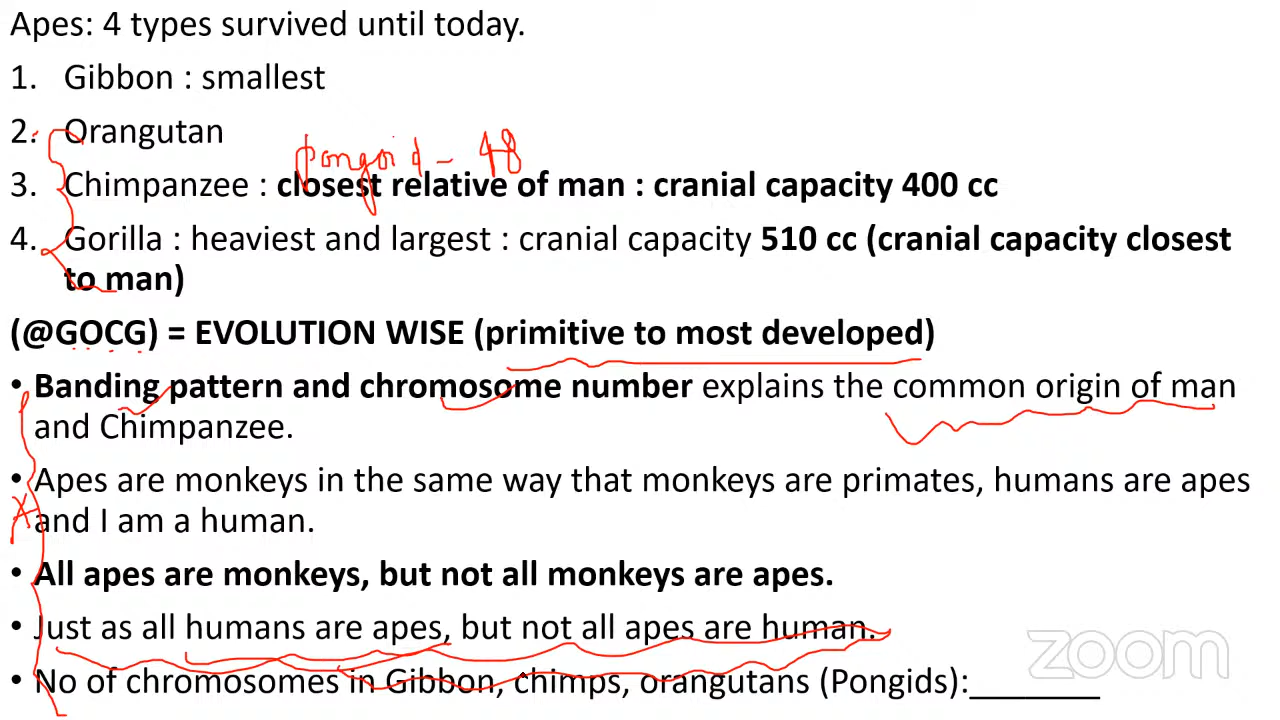 Apes: 4 types survived until today.
1. Gibbon : smallest
2. Orangutan
pongoid - 48
3. Chimpanzee : closest relative of man : cranial capacity 400 cc
4. Gorilla : heaviest and largest : cranial capacity 510 cc (cranial capacity closest
to man)
(@GOCG) = EVOLUTION WISE (primitive to most developed)
• Banding pattern and chromosome number explains the common origin of man
and Chimpanzee.
• Apes are monkeys in the same way that monkeys are primates, humans are apes
and I am a human.
• All apes are monkeys, but not all monkeys are apes.
• Just as all humans are apes, but not all apes are human.
• No of chromosomes in Gibbon, chimps, orangutans (Pongids):_______
zoom